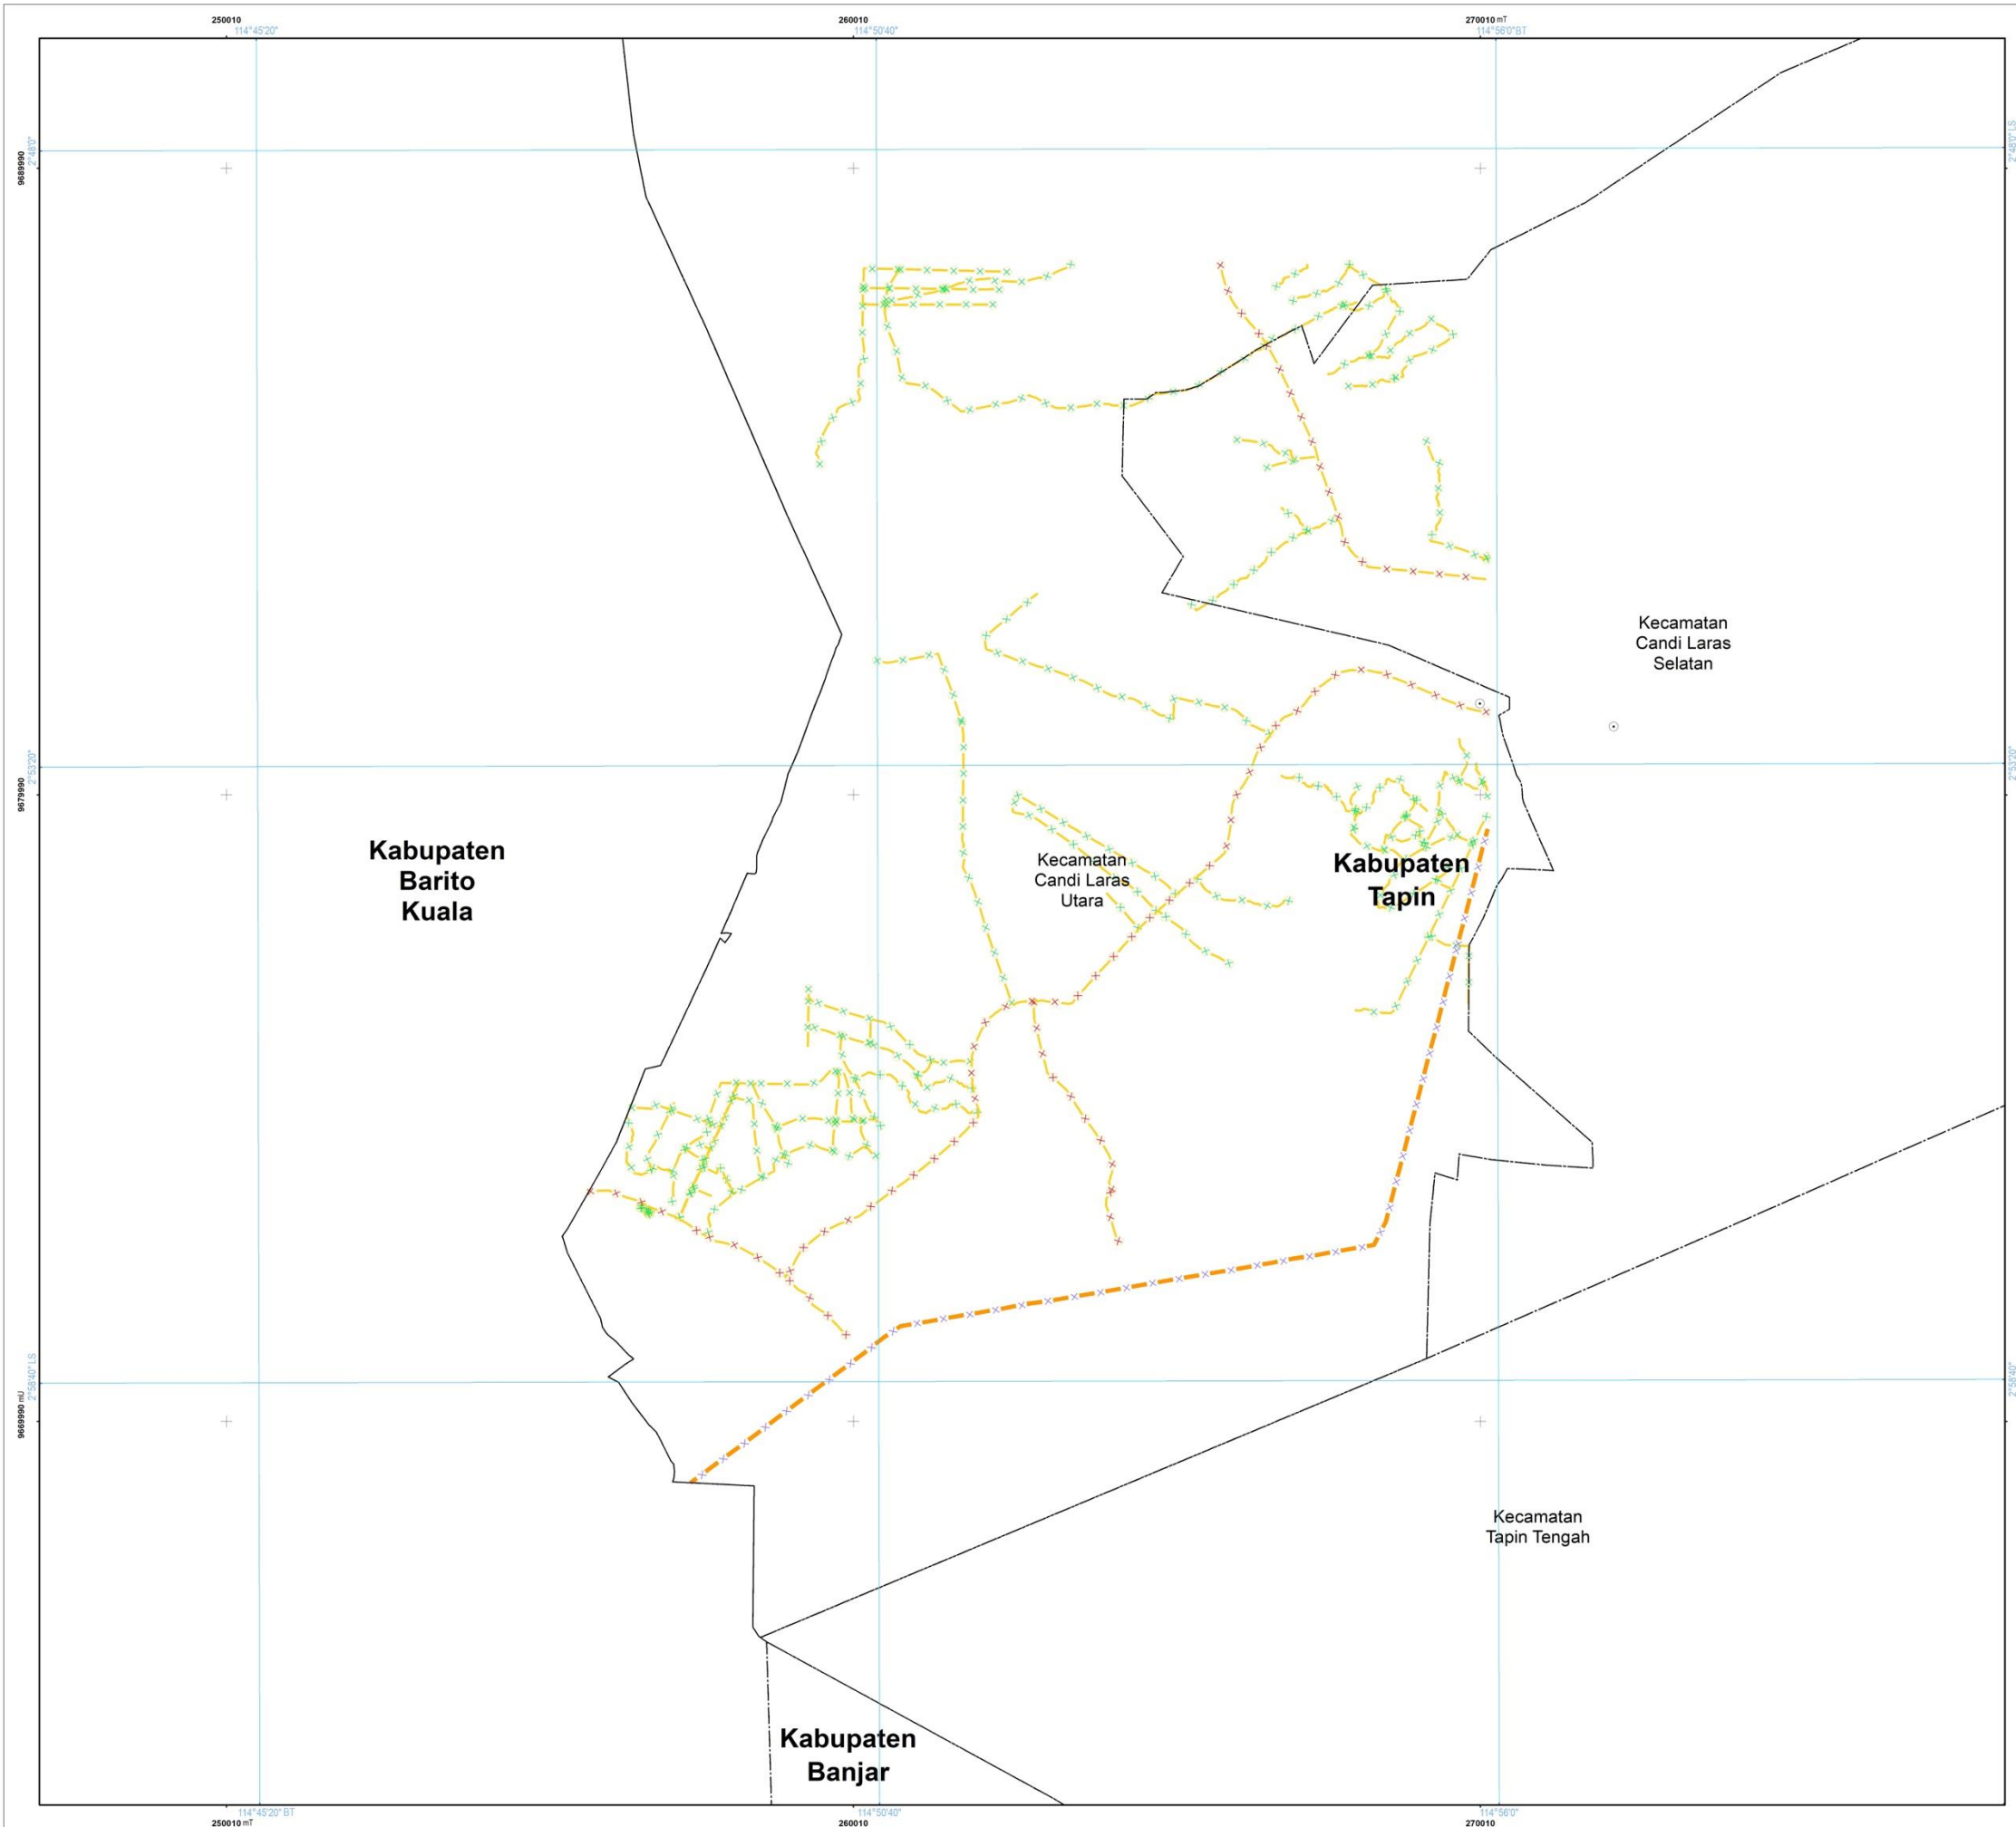 250010
260010
270010 mT
114°45'20"
114°50'40"
114°56'0"BT
2°48'0"
2°48'0" LS
9689990
Kecamatan
Candi Laras
Selatan
2°53'20"
2°53'20"
9679990
Kabupaten
Barito
Kuala
Kecamatan
Candi Laras
Utara
Kabupaten
Tapin
2°58'40" LS
2°58'40"
9669990 mU
Kecamatan
Tapin Tengah
Kabupaten
Banjar
114°45'20" BT
114°50'40"
114°56'0"
250010 mT
260010
270010